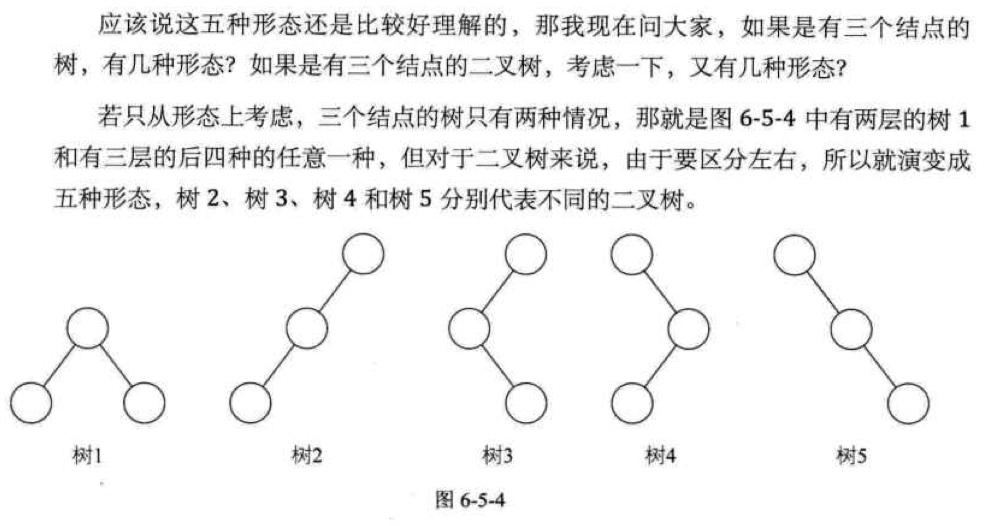 应该说这五种形态还是比较好理解的，那我现在问大家，如果是有三个结点的
树，有几种形态？如果是有三个结点的二叉树，考虑一下，又有几种形态？
若只从形态上考虑，三个结点的树只有两种情况，那就是图 6-5-4 中有两层的树 1
和有三层的后四种的任意一种，但对于二叉树来说，由于要区分左右，所以就演变成
五种形态，树 2、树 3、树 4 和树 5 分别代表不同的二叉树。
树1 树2 树3 树4 树5
图 6-5-4